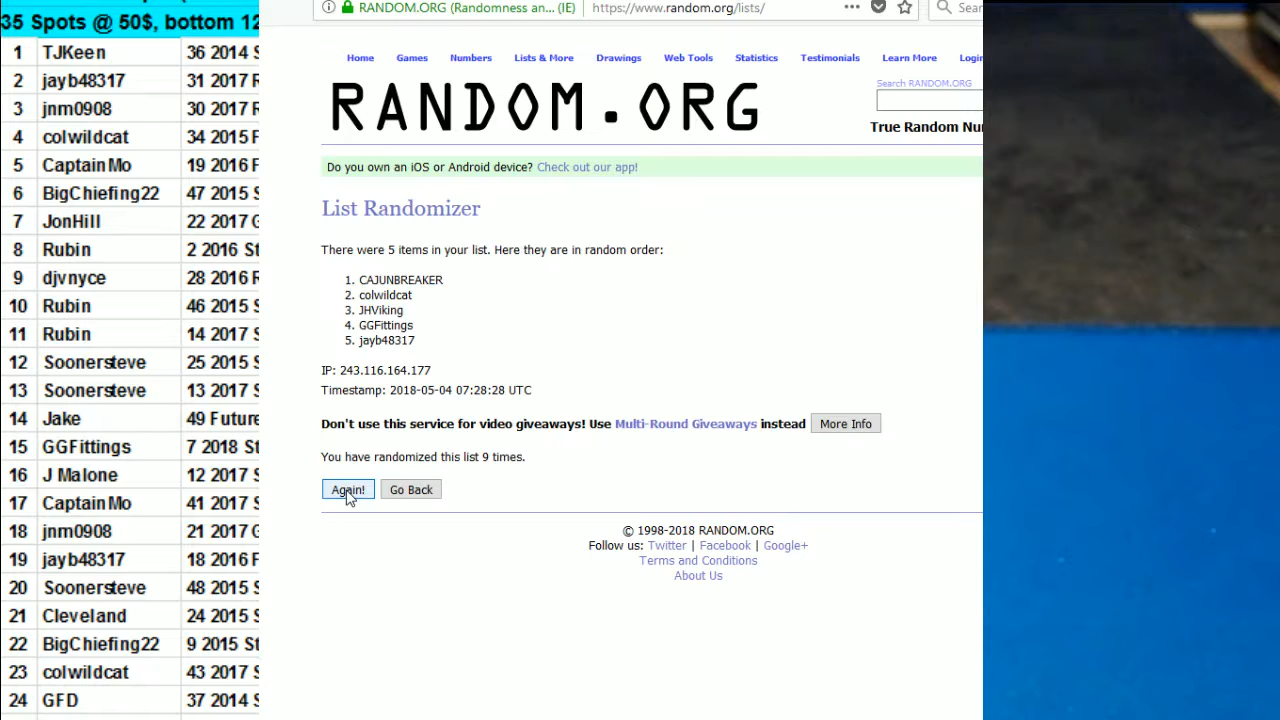 35 Spots @ 50$, bottom 12
1 TJKeen 36 2014 S
2 jayb48317 31 2017 R
3 jnm0908 30 2017 R
4 colwildcat 34 2015 F
5 CaptainMo 19 2016 F
6 BigChiefing22 47 2015 S
7 JonHill 22 2017 G
8 Rubin 2 2016 St
9 djvnyce 28 2016 R
10 Rubin 46 2015 S
11 Rubin 14 2017 S
12 Soonersteve 25 2015 S
13 Soonersteve 13 2017 S
14 Jake 49 Future
15 GGFittings 7 2018 St
16 J Malone 12 2017 S
17 CaptainMo 41 2017 S
18 jnm0908 21 2017 G
19 jayb48317 18 2016 F
20 Soonersteve 48 2015 S
21 Cleveland 24 2015 S
22 BigChiefing22 9 2015 St
23 colwildcat 43 2017 S
24 GFD 37 2014 S
RANDOM.ORG (Randomness an... (IE) https://www.random.org/lists/ ••• Sear
Home Games Numbers Lists & More Drawings Web Tools Statistics Testimonials Learn More Login
RANDOM.ORG
Search RANDOM.ORG
True Random Nu
Do you own an iOS or Android device? Check out our app!
List Randomizer
There were 5 items in your list. Here they are in random order:
1. CAJUNBREAKER
2. colwildcat
3. JHViking
4. GGFittings
5. jayb48317
IP: 243.116.164.177
Timestamp: 2018-05-04 07:28:28 UTC
Don't use this service for video giveaways! Use Multi-Round Giveaways instead More Info
You have randomized this list 9 times.
Again! Go Back
© 1998-2018 RANDOM.ORG
Follow us: Twitter | Facebook | Google+
Terms and Conditions
About Us